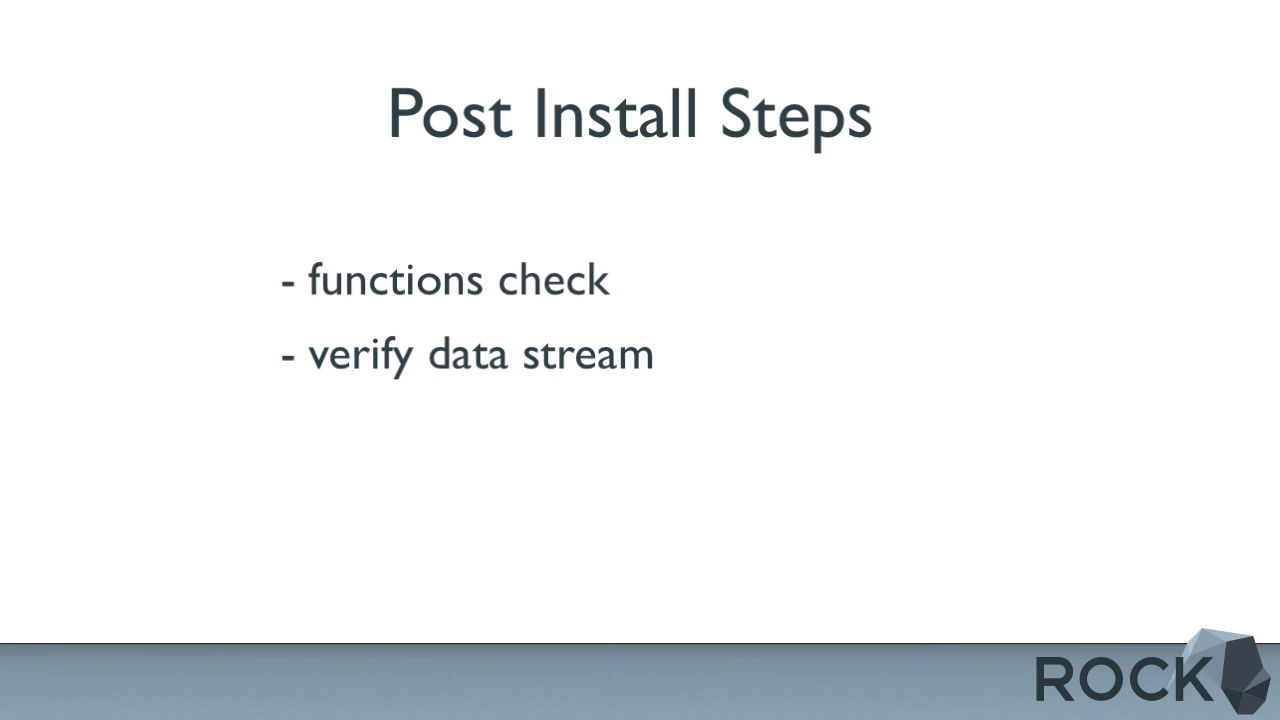 Post Install Steps
- functions check
- verify data stream
ROCK